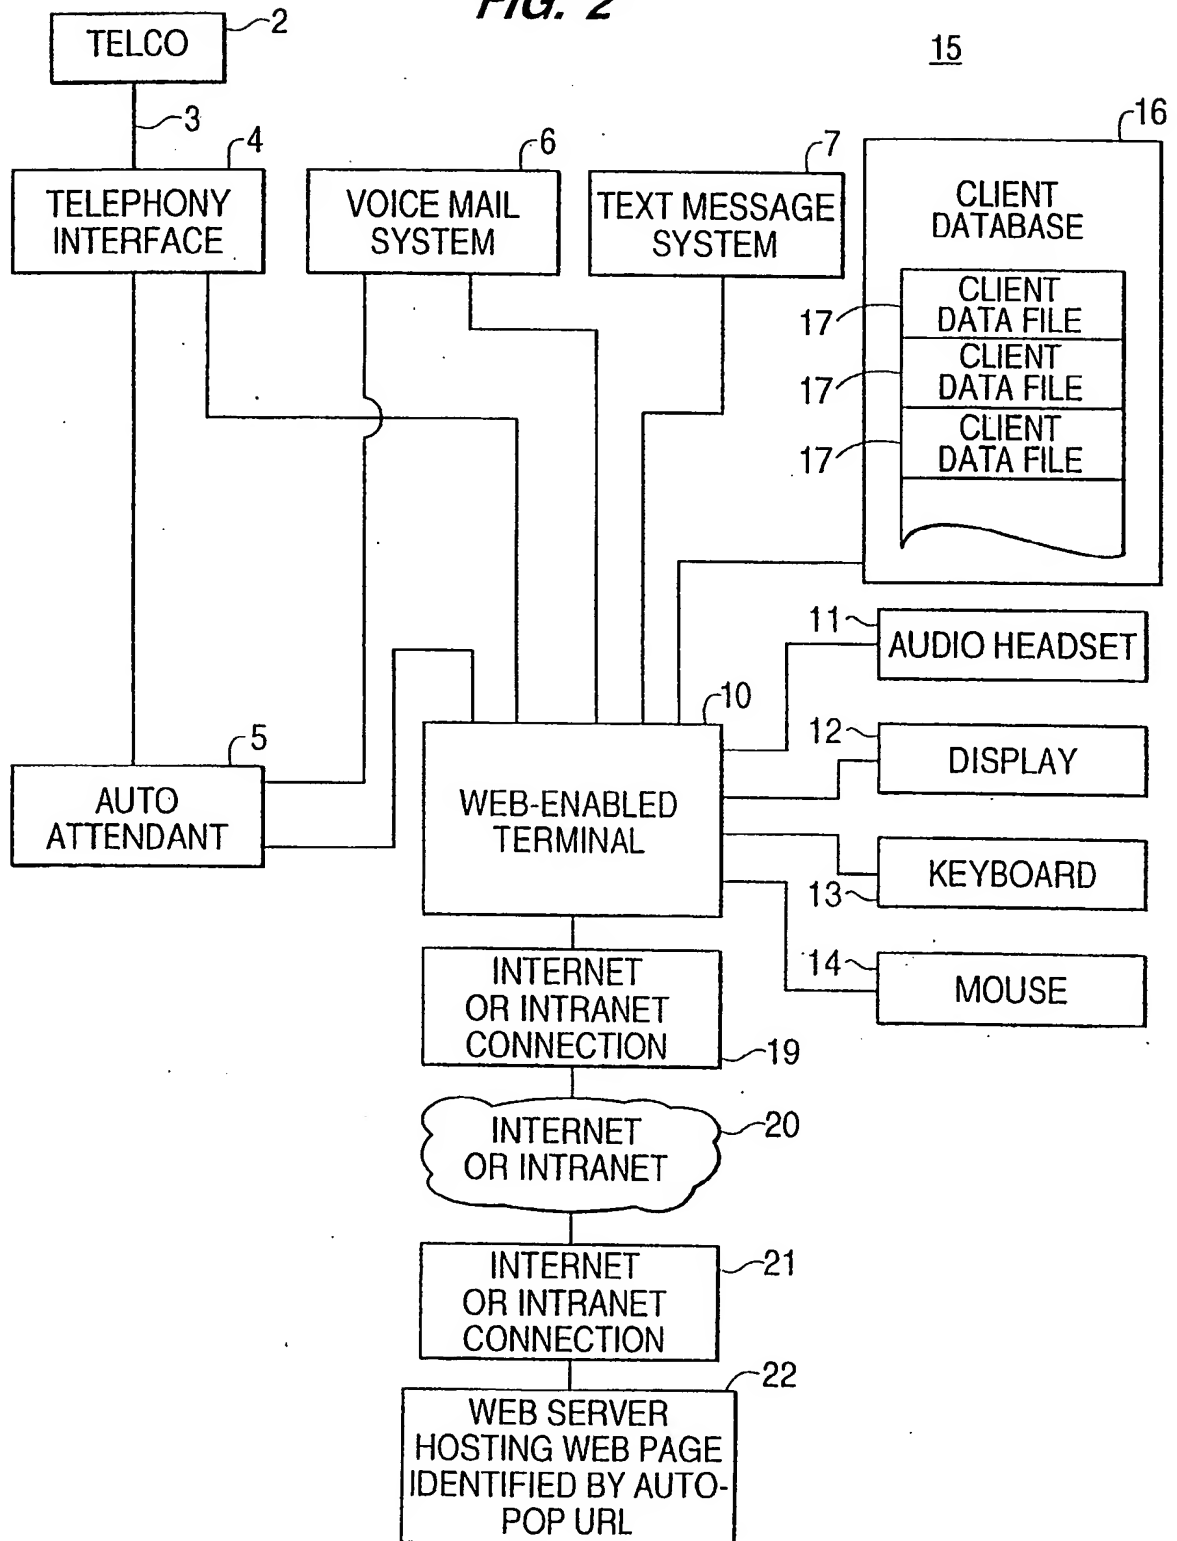 FIG. 2
15
TELCO
2
3
4
TELEPHONY
INTERFACE
6
VOICE MAIL
SYSTEM
7
TEXT MESSAGE
SYSTEM
16
CLIENT
DATABASE
17
CLIENT
DATA FILE
17
CLIENT
DATA FILE
17
CLIENT
DATA FILE
11
AUDIO HEADSET
12
DISPLAY
13
KEYBOARD
14
MOUSE
5
AUTO
ATTENDANT
10
WEB-ENABLED
TERMINAL
INTERNET
OR INTRANET
CONNECTION
19
INTERNET
OR INTRANET
20
INTERNET
OR INTRANET
CONNECTION
21
22
WEB SERVER
HOSTING WEB PAGE
IDENTIFIED BY AUTO-
POP URL